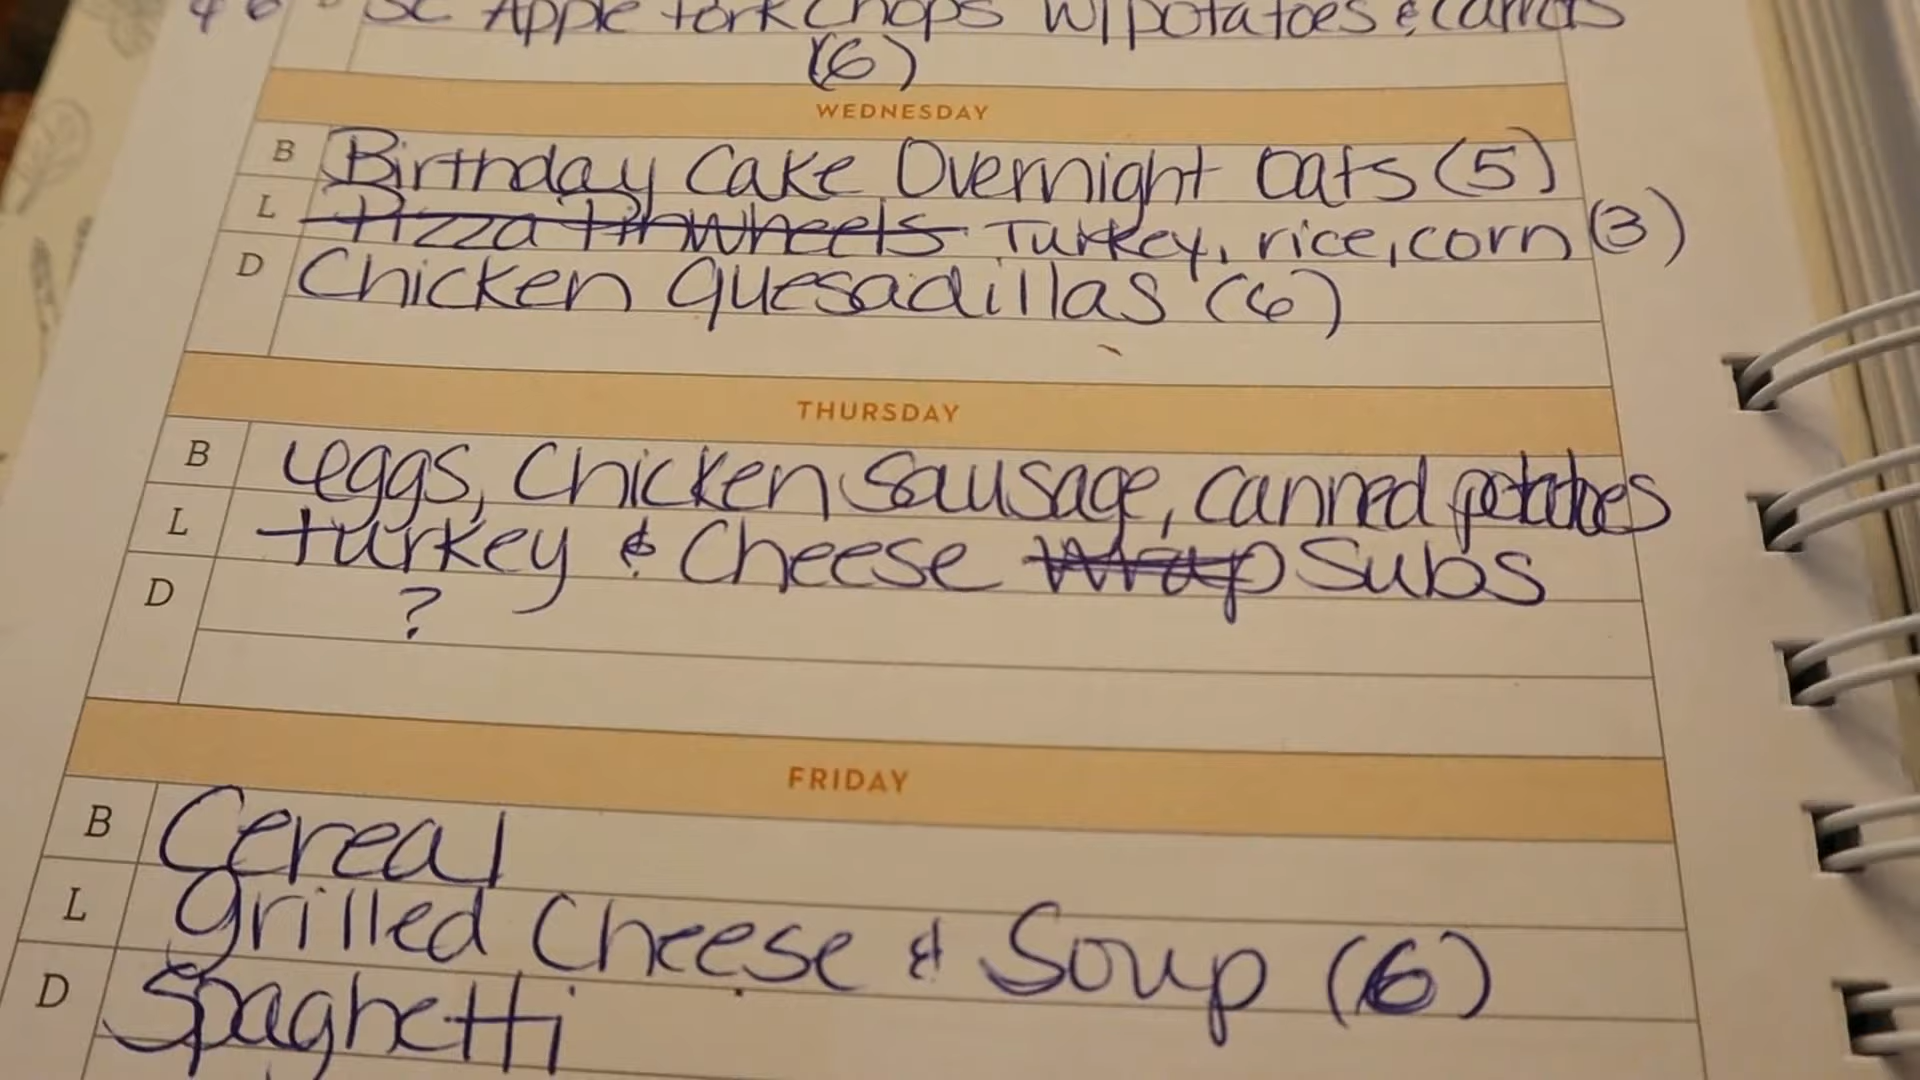 SC Apple Pork Chops w/potatoes & carrots
(6)
WEDNESDAY
B Birthday Cake Overnight Oats (5)
L Pizza Pinwheels Turkey, rice, corn (3)
D Chicken Quesadillas (6)
THURSDAY
B eggs, Chicken Sausage, canned potatoes
L turkey & Cheese Wrap Subs
D ?
FRIDAY
B Cereal
L Grilled Cheese & Soup (6)
D Spaghetti